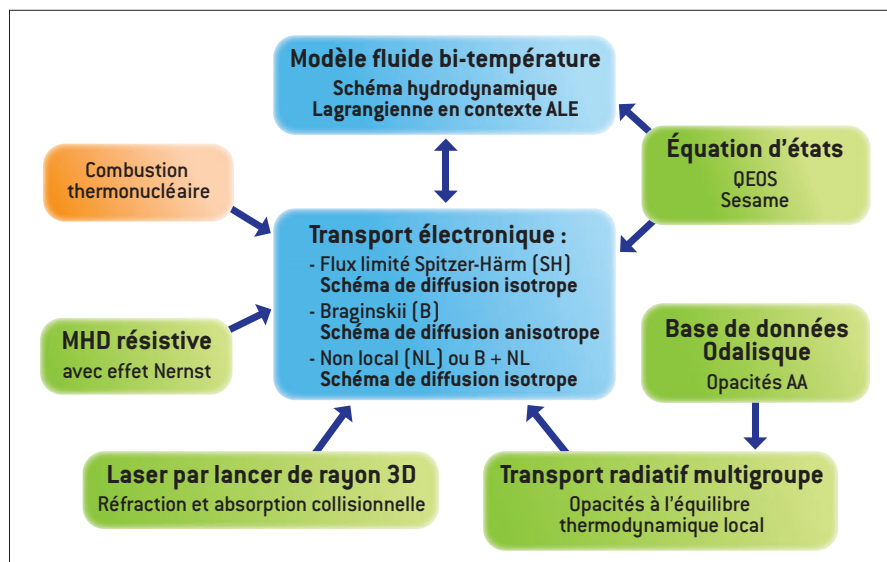 Modèle fluide bi-température
Schéma hydrodynamique
Lagrangienne en contexte ALE
Équation d'états
QEOS
Sesame
Combustion
thermonucléaire
Transport électronique :
- Flux limité Spitzer-Härm (SH)
Schéma de diffusion isotrope
- Braginskii (B)
Schéma de diffusion anisotrope
- Non local (NL) ou B + NL
Schéma de diffusion isotrope
MHD résistive
avec effet Nernst
Base de données
Odalisque
Opacités AA
Laser par lancer de rayon 3D
Réfraction et absorption collisionnelle
Transport radiatif multigroupe
Opacités à l'équilibre
thermodynamique local